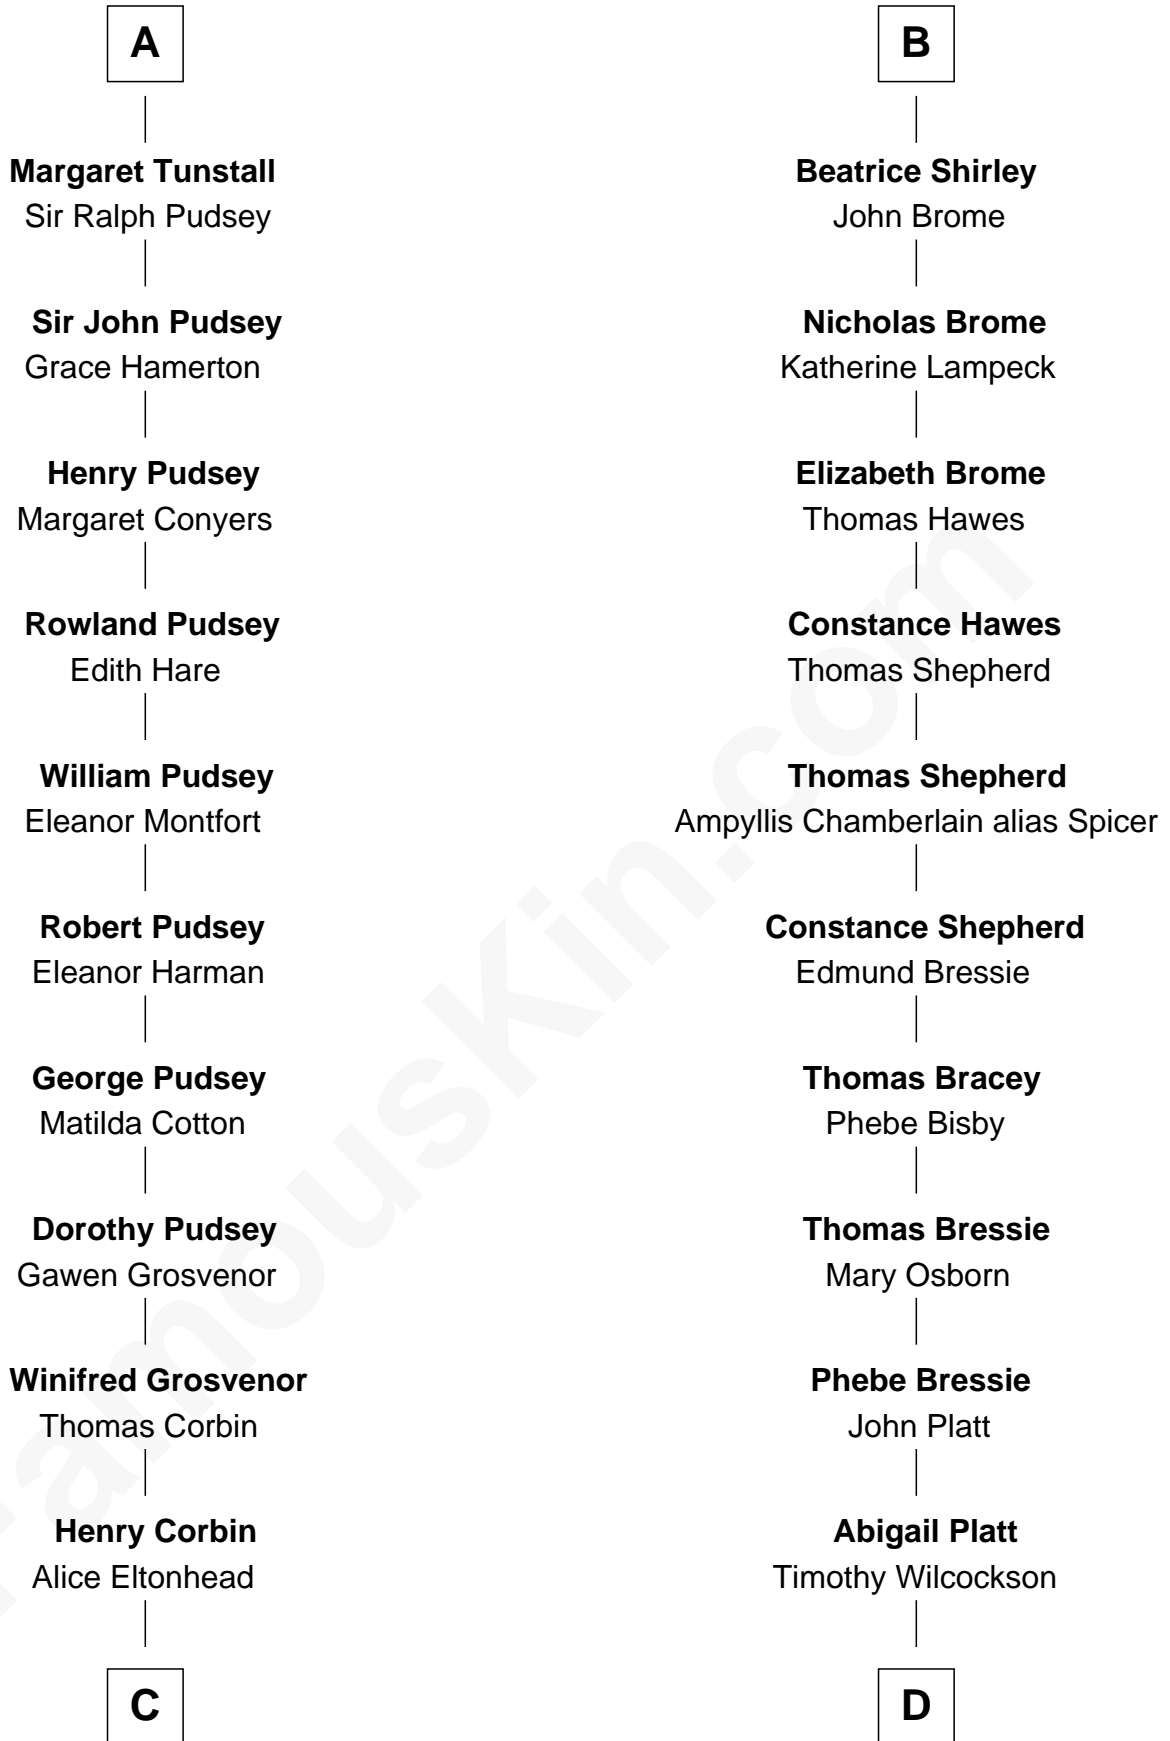 A
Margaret Tunstall
Sir Ralph Pudsey
Sir John Pudsey
Grace Hamerton
Henry Pudsey
Margaret Conyers
Rowland Pudsey
Edith Hare
William Pudsey
Eleanor Montfort
Robert Pudsey
Eleanor Harman
George Pudsey
Matilda Cotton
Dorothy Pudsey
Gawen Grosvenor
Winifred Grosvenor
Thomas Corbin
Henry Corbin
Alice Eltonhead
C
B
Beatrice Shirley
John Brome
Nicholas Brome
Katherine Lampeck
Elizabeth Brome
Thomas Hawes
Constance Hawes
Thomas Shepherd
Thomas Shepherd
Ampyllis Chamberlain alias Spicer
Constance Shepherd
Edmund Bressie
Thomas Bracey
Phebe Bisby
Thomas Bressie
Mary Osborn
Phebe Bressie
John Platt
Abigail Platt
Timothy Wilcockson
D
FamousKin.com